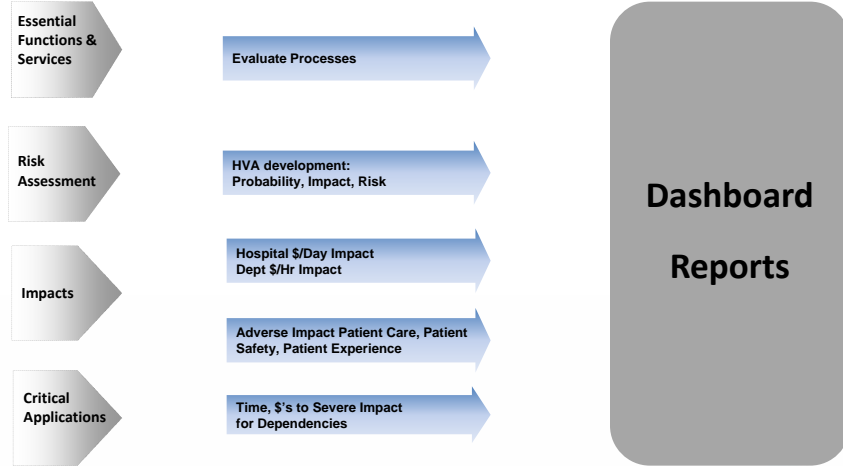 Essential
Functions &
Services
Evaluate Processes
Risk
Assessment
HVA development:
Probability, Impact, Risk
Impacts
Hospital $/Day Impact
Dept $/Hr Impact
Adverse Impact Patient Care, Patient
Safety, Patient Experience
Critical
Applications
Time, $'s to Severe Impact
for Dependencies
Dashboard
Reports